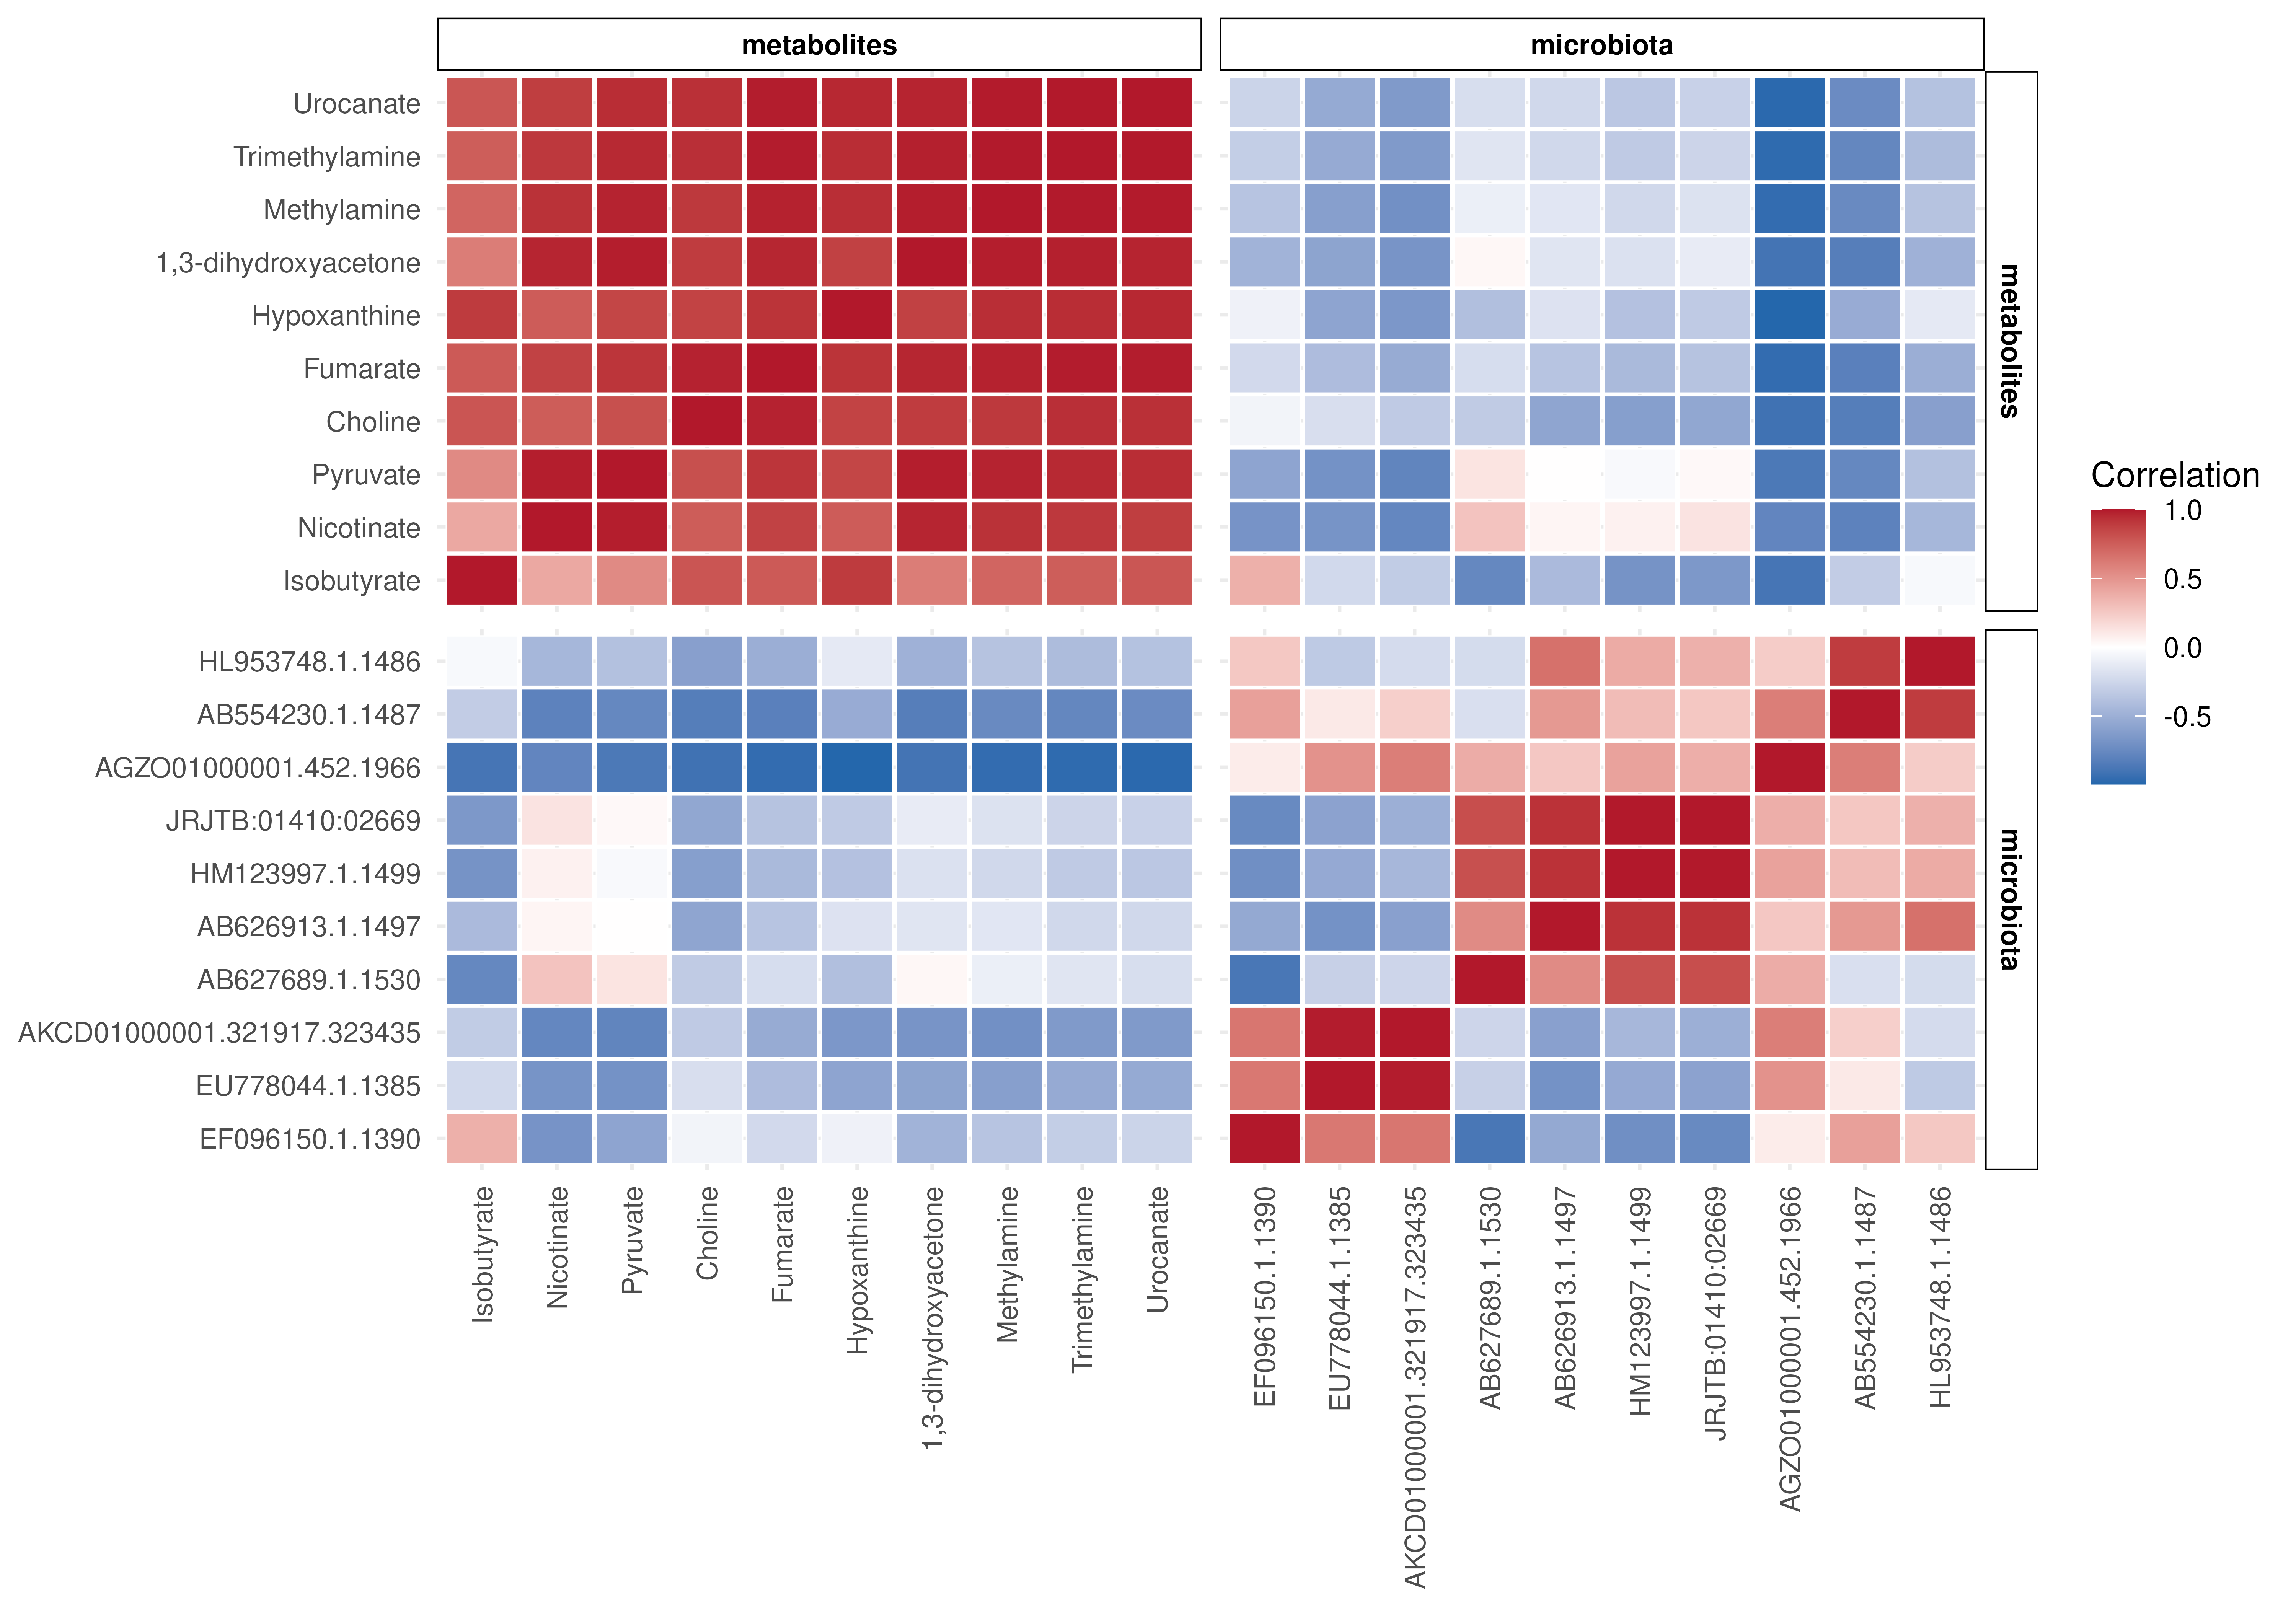 metabolites
microbiota
Urocanate
Trimethylamine
Methylamine
1,3-dihydroxyacetone
Hypoxanthine
Fumarate
Choline
Pyruvate
Nicotinate
Isobutyrate
metabolites
HL953748.1.1486
AB554230.1.1487
AGZO01000001.452.1966
JRJTB:01410:02669
HM123997.1.1499
AB626913.1.1497
AB627689.1.1530
AKCD01000001.321917.323435
EU778044.1.1385
EF096150.1.1390
microbiota
Isobutyrate
Nicotinate
Pyruvate
Choline
Fumarate
Hypoxanthine
1,3-dihydroxyacetone
Methylamine
Trimethylamine
Urocanate
EF096150.1.1390
EU778044.1.1385
AKCD01000001.321917.323435
AB627689.1.1530
AB626913.1.1497
HM123997.1.1499
JRJTB:01410:02669
AGZO01000001.452.1966
AB554230.1.1487
HL953748.1.1486
Correlation
1.0
0.5
0.0
-0.5